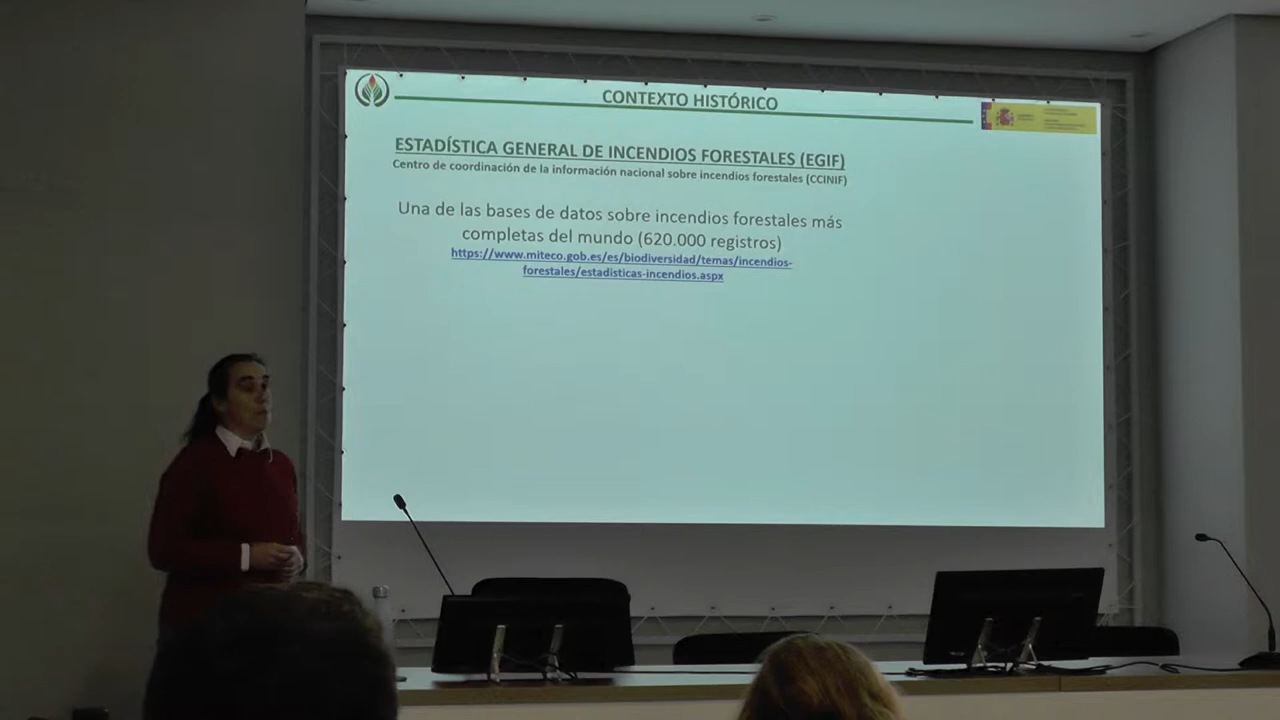 CONTEXTO HISTÓRICO
ESTADÍSTICA GENERAL DE INCENDIOS FORESTALES (EGIF)
Centro de coordinación de la información nacional sobre incendios forestales (CCINIF)
Una de las bases de datos sobre incendios forestales más
completas del mundo (620.000 registros)
https://www.miteco.gob.es/es/biodiversidad/temas/incendios-
forestales/estadisticas-incendios.aspx